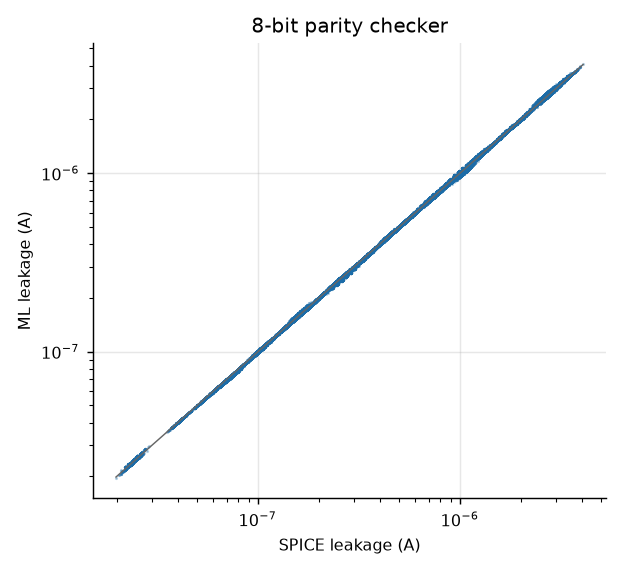 8-bit parity checker
ML leakage (A)
10⁻⁶
10⁻⁷
10⁻⁷ 10⁻⁶
SPICE leakage (A)